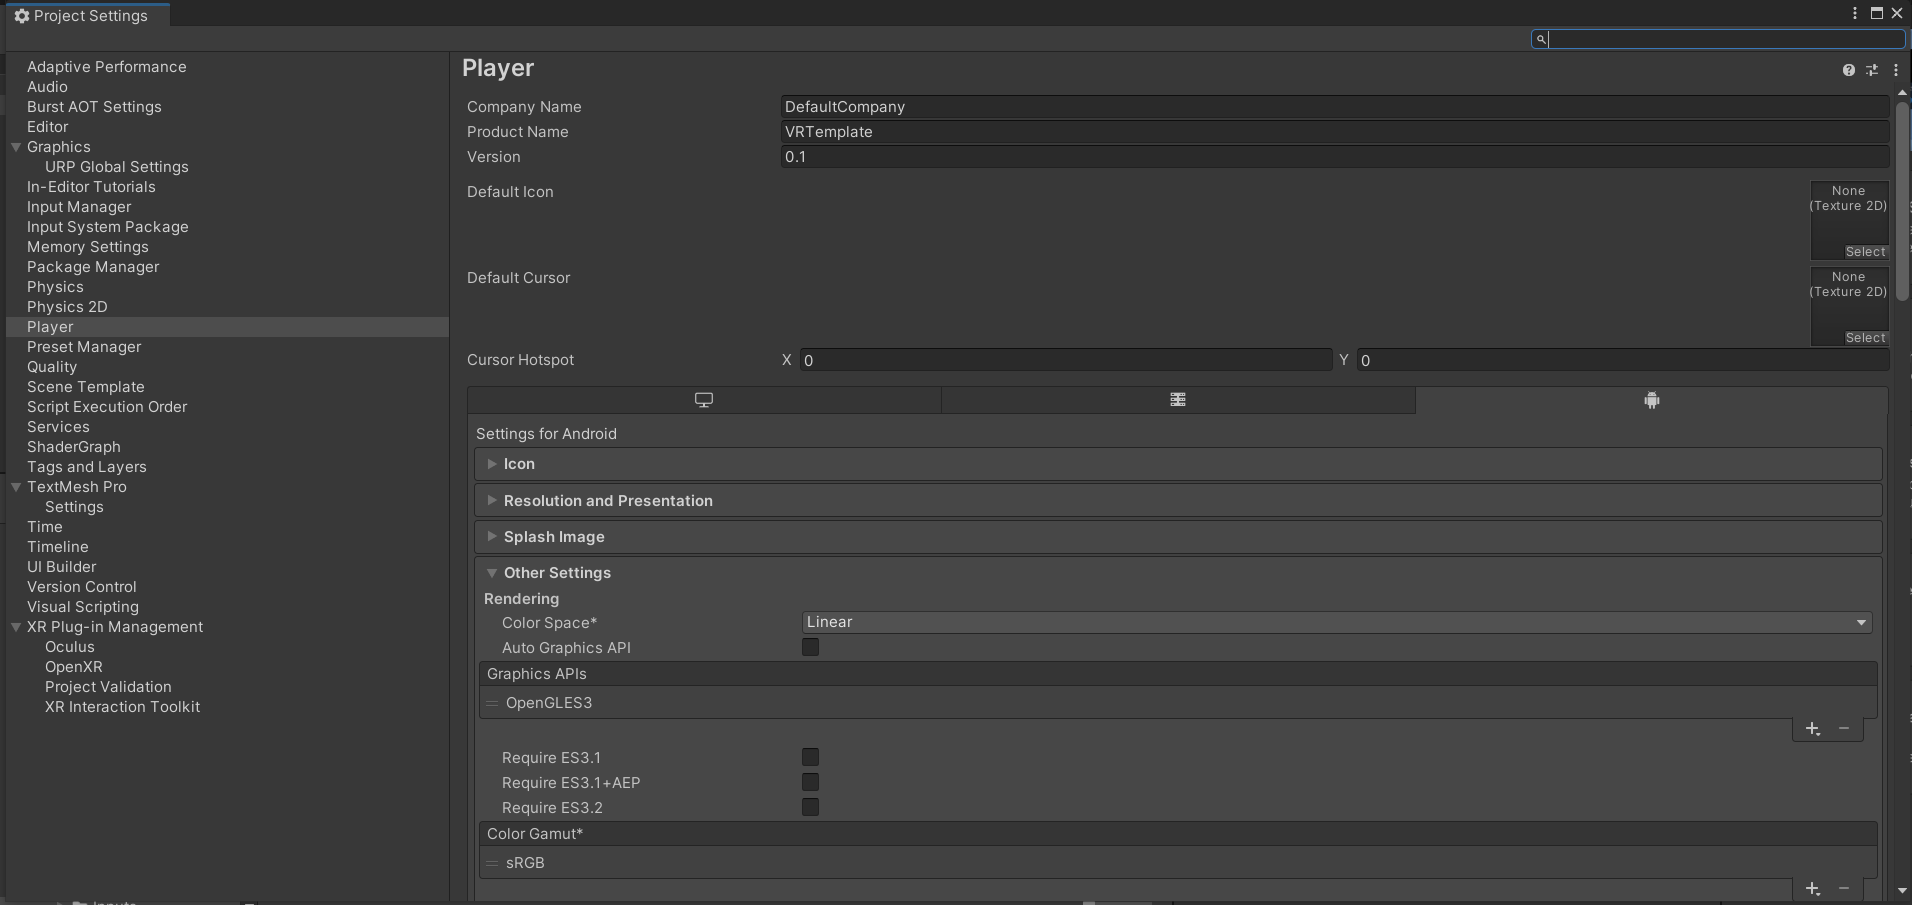 Project Settings
Adaptive Performance
Audio
Burst AOT Settings
Editor
Graphics
URP Global Settings
In-Editor Tutorials
Input Manager
Input System Package
Memory Settings
Package Manager
Physics
Physics 2D
Player
Preset Manager
Quality
Scene Template
Script Execution Order
Services
ShaderGraph
Tags and Layers
TextMesh Pro
Settings
Time
Timeline
UI Builder
Version Control
Visual Scripting
XR Plug-in Management
Oculus
OpenXR
Project Validation
XR Interaction Toolkit
Player
Company Name DefaultCompany
Product Name VRTemplate
Version 0.1
Default Icon
None
(Texture 2D)
Select
Default Cursor
None
(Texture 2D)
Select
Cursor Hotspot X 0 Y 0
Settings for Android
Icon
Resolution and Presentation
Splash Image
Other Settings
Rendering
Color Space* Linear
Auto Graphics API
Graphics APIs
OpenGLES3
Require ES3.1
Require ES3.1+AEP
Require ES3.2
Color Gamut*
sRGB